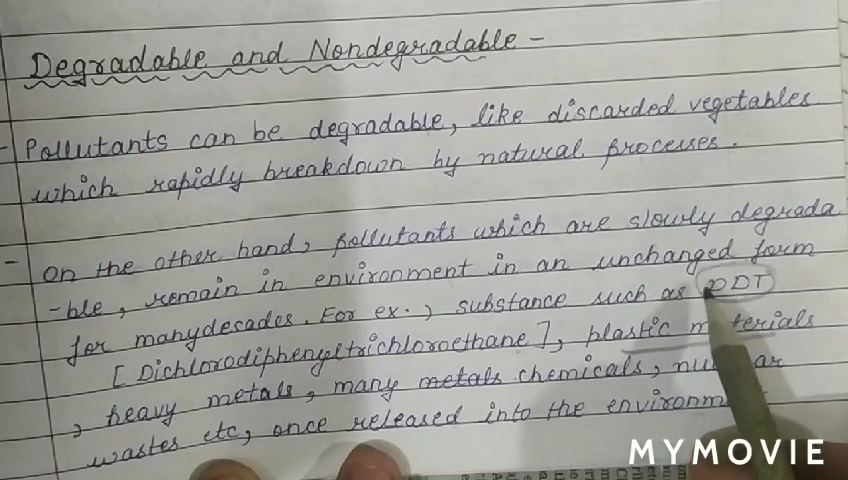 Degradable and Nondegradable -
- Pollutants can be degradable, like discarded vegetables
which rapidly breakdown by natural processes.
- on the other hand, pollutants which are slowly degrada
-ble, remain in environment in an unchanged form
for manydecades. For ex., substance such as DDT
[Dichlorodiphenyltrichloroethane], plastic materials
, heavy metals, many metals chemicals,
wastes etc, once released into the
MYMOVIE